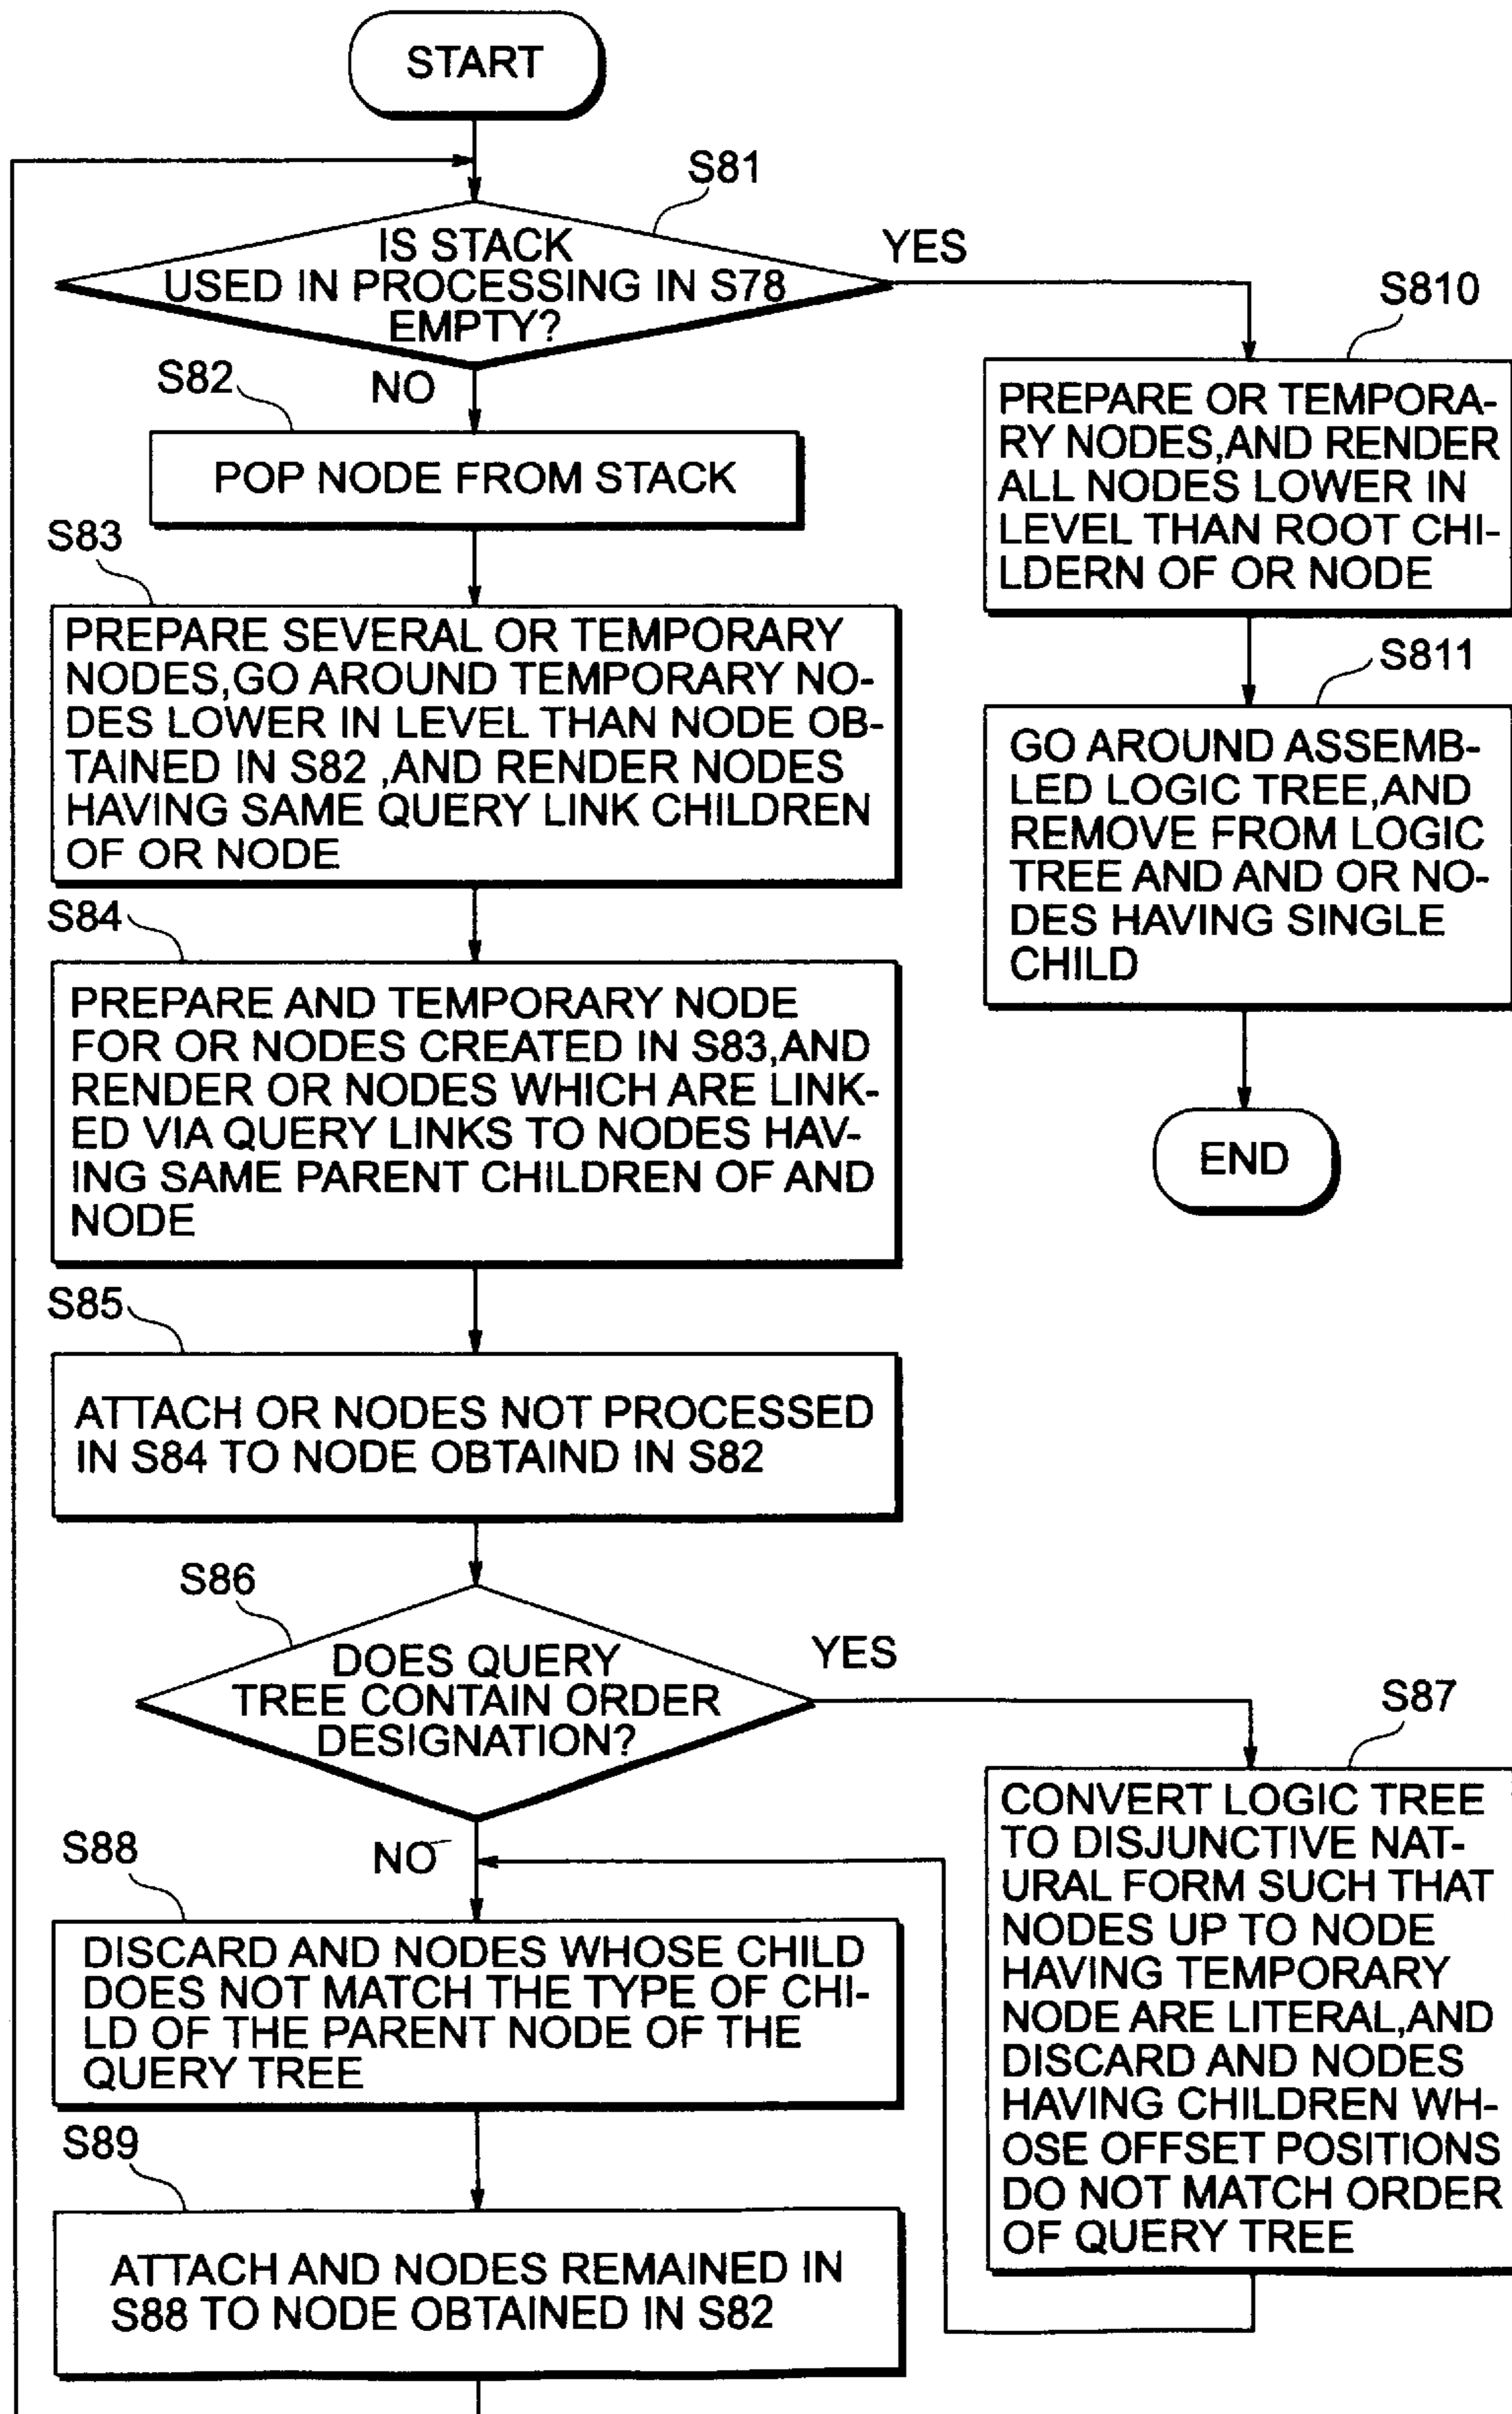 START
S81
IS STACK
USED IN PROCESSING IN S78
EMPTY?
YES
NO
S82
POP NODE FROM STACK
S83
PREPARE SEVERAL OR TEMPORARY
NODES,GO AROUND TEMPORARY NO-
DES LOWER IN LEVEL THAN NODE OB-
TAINED IN S82 ,AND RENDER NODES
HAVING SAME QUERY LINK CHILDREN
OF OR NODE
S84
PREPARE AND TEMPORARY NODE
FOR OR NODES CREATED IN S83,AND
RENDER OR NODES WHICH ARE LINK-
ED VIA QUERY LINKS TO NODES HAV-
ING SAME PARENT CHILDREN OF AND
NODE
S85
ATTACH OR NODES NOT PROCESSED
IN S84 TO NODE OBTAIND IN S82
S86
DOES QUERY
TREE CONTAIN ORDER
DESIGNATION?
YES
NO
S87
CONVERT LOGIC TREE
TO DISJUNCTIVE NAT-
URAL FORM SUCH THAT
NODES UP TO NODE
HAVING TEMPORARY
NODE ARE LITERAL,AND
DISCARD AND NODES
HAVING CHILDREN WH-
OSE OFFSET POSITIONS
DO NOT MATCH ORDER
OF QUERY TREE
S88
DISCARD AND NODES WHOSE CHILD
DOES NOT MATCH THE TYPE OF CHI-
LD OF THE PARENT NODE OF THE
QUERY TREE
S89
ATTACH AND NODES REMAINED IN
S88 TO NODE OBTAINED IN S82
S810
PREPARE OR TEMPORA-
RY NODES,AND RENDER
ALL NODES LOWER IN
LEVEL THAN ROOT CHI-
LDERN OF OR NODE
S811
GO AROUND ASSEMB-
LED LOGIC TREE,AND
REMOVE FROM LOGIC
TREE AND AND OR NO-
DES HAVING SINGLE
CHILD
END